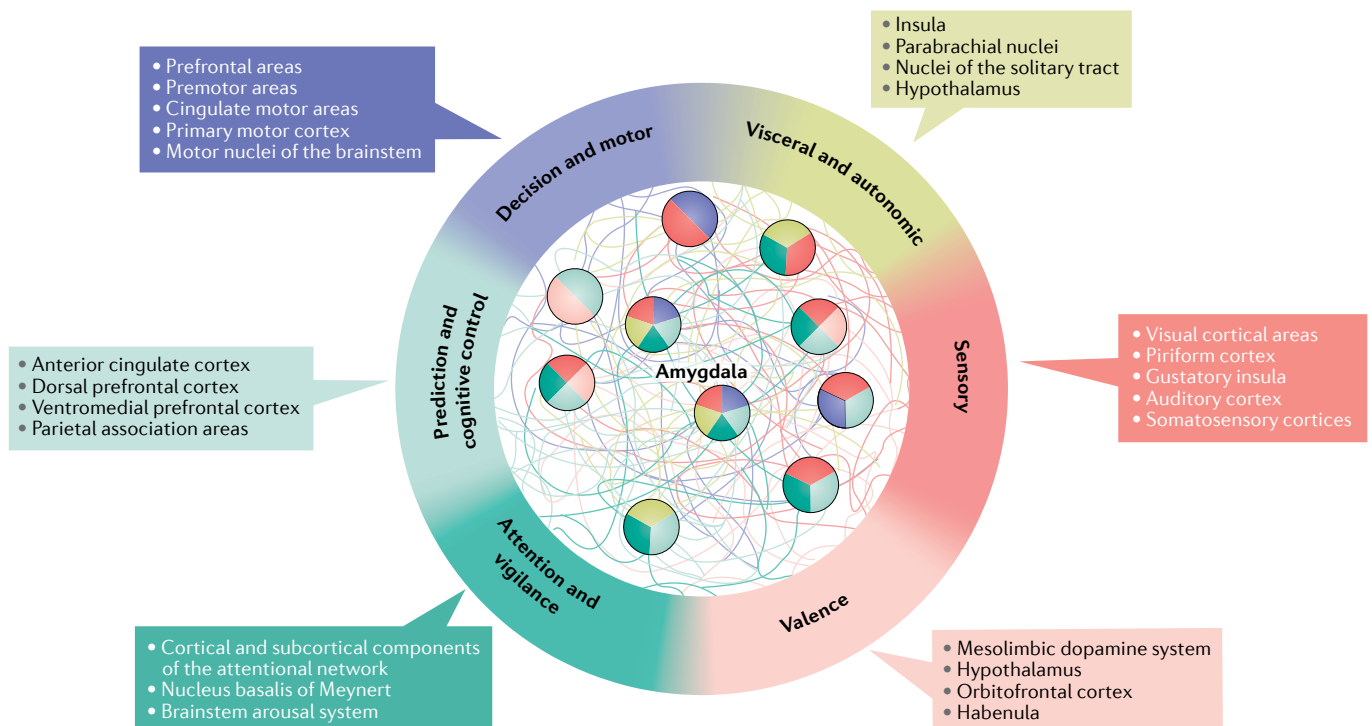 • Prefrontal areas
• Premotor areas
• Cingulate motor areas
• Primary motor cortex
• Motor nuclei of the brainstem
• Insula
• Parabrachial nuclei
• Nuclei of the solitary tract
• Hypothalamus
Decision and motor
Visceral and autonomic
Prediction and
cognitive control
Sensory
Amygdala
• Anterior cingulate cortex
• Dorsal prefrontal cortex
• Ventromedial prefrontal cortex
• Parietal association areas
• Visual cortical areas
• Piriform cortex
• Gustatory insula
• Auditory cortex
• Somatosensory cortices
Attention and
vigilance
Valence
• Cortical and subcortical components
of the attentional network
• Nucleus basalis of Meynert
• Brainstem arousal system
• Mesolimbic dopamine system
• Hypothalamus
• Orbitofrontal cortex
• Habenula